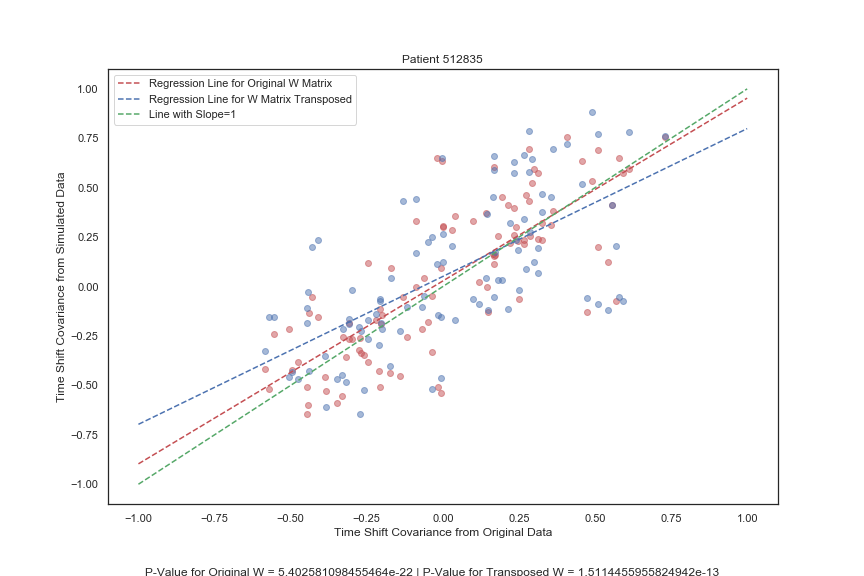 Patient 512835
Regression Line for Original W Matrix
Regression Line for W Matrix Transposed
Line with Slope=1
Time Shift Covariance from Simulated Data
1.00
0.75
0.50
0.25
0.00
−0.25
−0.50
−0.75
−1.00
−1.00 −0.75 −0.50 −0.25 0.00 0.25 0.50 0.75 1.00
Time Shift Covariance from Original Data
P-Value for Original W = 5.402581098455464e-22 | P-Value for Transposed W = 1.5114455955824942e-13